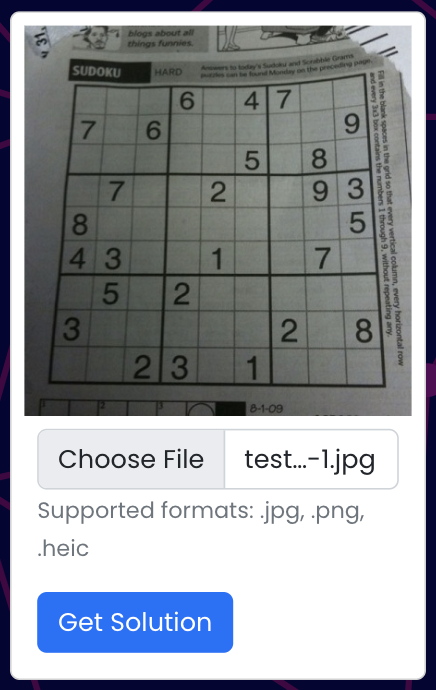 blogs about all
things funnies.
SUDOKU HARD Answers to today's Sudoku and Scrabble Grams
puzzles can be found Monday on the preceding page.
6 4 7
7 6 9
5 8
7 2 9 3
8 5
4 3 1 7
5 2
3 2 8
2 3 1
Fill in the blank spaces in the grid so that every vertical column, every horizontal row
and every 3x3 box contains the numbers 1 through 9, without repeating any.
1 2 3
8-1-09
Choose File test...-1.jpg
Supported formats: .jpg, .png,
.heic
Get Solution